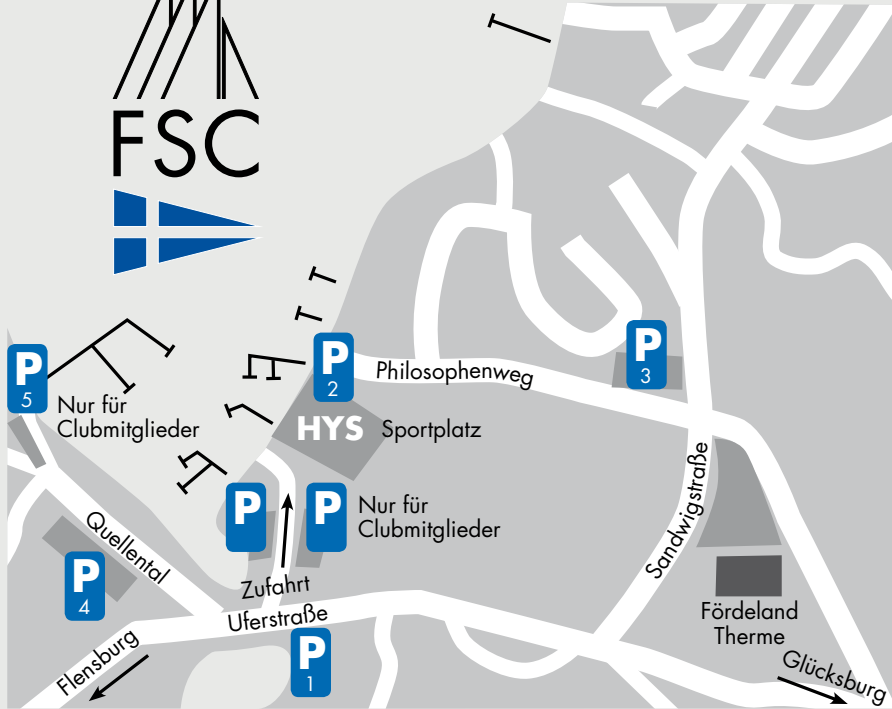 FSC
P
2
Philosophenweg
P
3
P
5
Nur für
Clubmitglieder
HYS
Sportplatz
P
P
Nur für
Clubmitglieder
Quellental
Sandwigstraße
P
4
Zufahrt
Uferstraße
Fördeland
Therme
Flensburg
P
1
Glücksburg